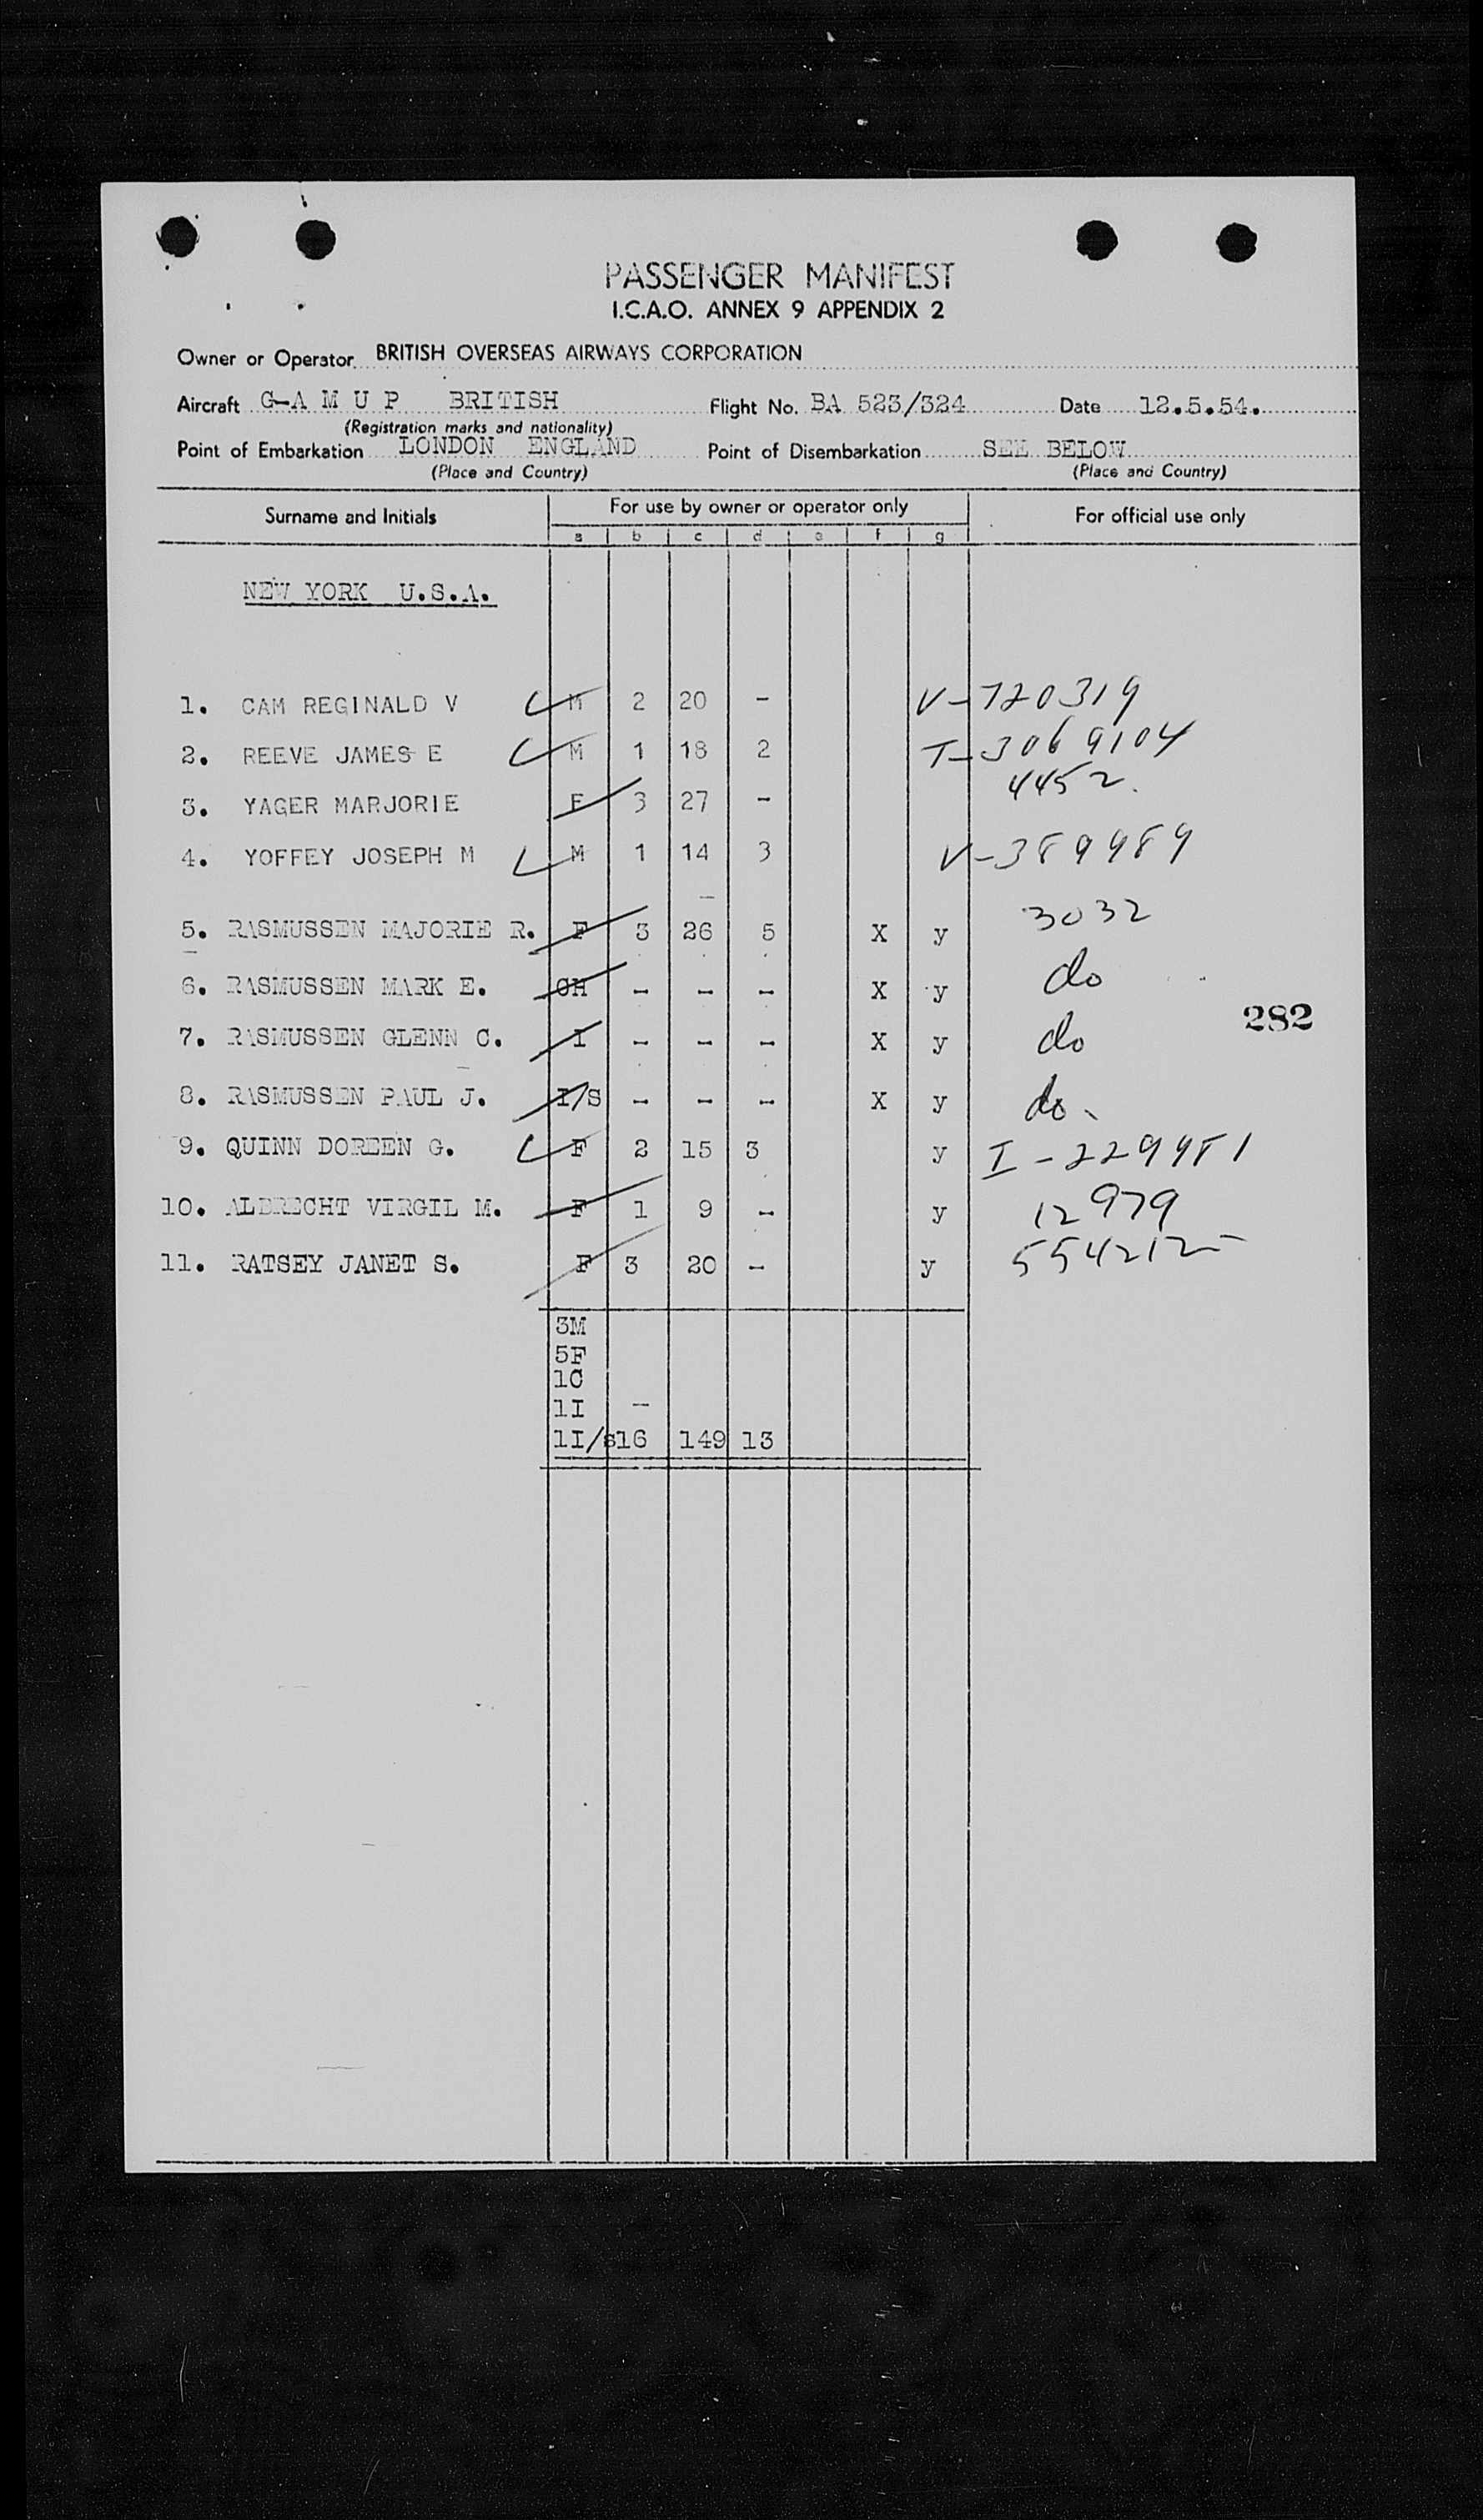 PASSENGER MANIFEST
I.C.A.O. ANNEX 9 APPENDIX 2
Owner or Operator BRITISH OVERSEAS AIRWAYS CORPORATION
Aircraft G-A M U P BRITISH Flight No. BA 523/324 Date 12.5.54.
(Registration marks and nationality)
Point of Embarkation LONDON ENGLAND Point of Disembarkation SEE BELOW
(Place and Country) (Place and Country)
Surname and Initials For use by owner or operator only For official use only
a b c d e f g
NEW YORK U.S.A.
1. CAM REGINALD V M 2 20 - V-720319
2. REEVE JAMES E M 1 18 2 T-3069104
3. YAGER MARJORIE F 3 27 - 4452.
4. YOFFEY JOSEPH M M 1 14 3 V-389989
5. RASMUSSEN MAJORIE R. F 3 26 5 X y 3032
6. RASMUSSEN MARK E. CH - - - X y do
282
7. RASMUSSEN GLENN C. I - - - X y do
8. RASMUSSEN PAUL J. I/S - - - X y do
9. QUINN DOREEN G. F 2 15 3 y I-229981
10. ALBRECHT VIRGIL M. F 1 9 - y 12979
11. RATSEY JANET S. F 3 20 - y 554212
3M
5F
1C
1I -
1I/s16 149 13